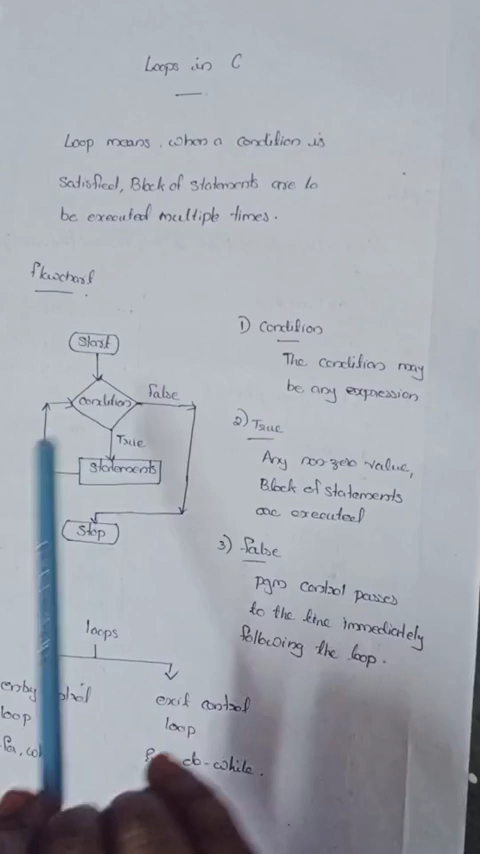 Loops in C
Loop means, when a condition is
satisfied, Block of statements are to
be executed multiple times.
flowchart
Start
condition
false
True
statements
Stop
1) Condition
The condition may
be any expression
2) True
Any non-zero value,
Block of statements
are executed
3) false
pgm control passes
to the line immediately
following the loop.
loops
entry
loop
exit control
loop
do-while.